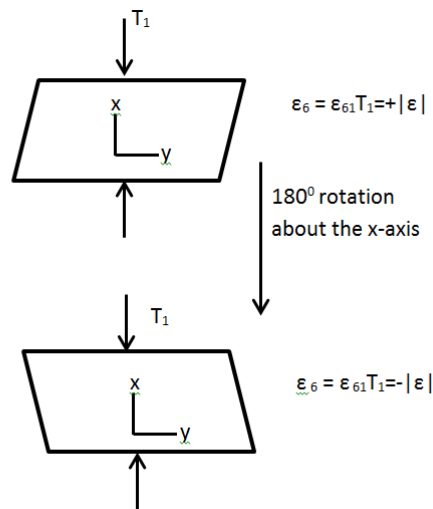 T₁
x
y
ε₆ = ε₆₁T₁=+|ε|
180⁰ rotation
about the x-axis
T₁
x
y
ε₆ = ε₆₁T₁=-|ε|